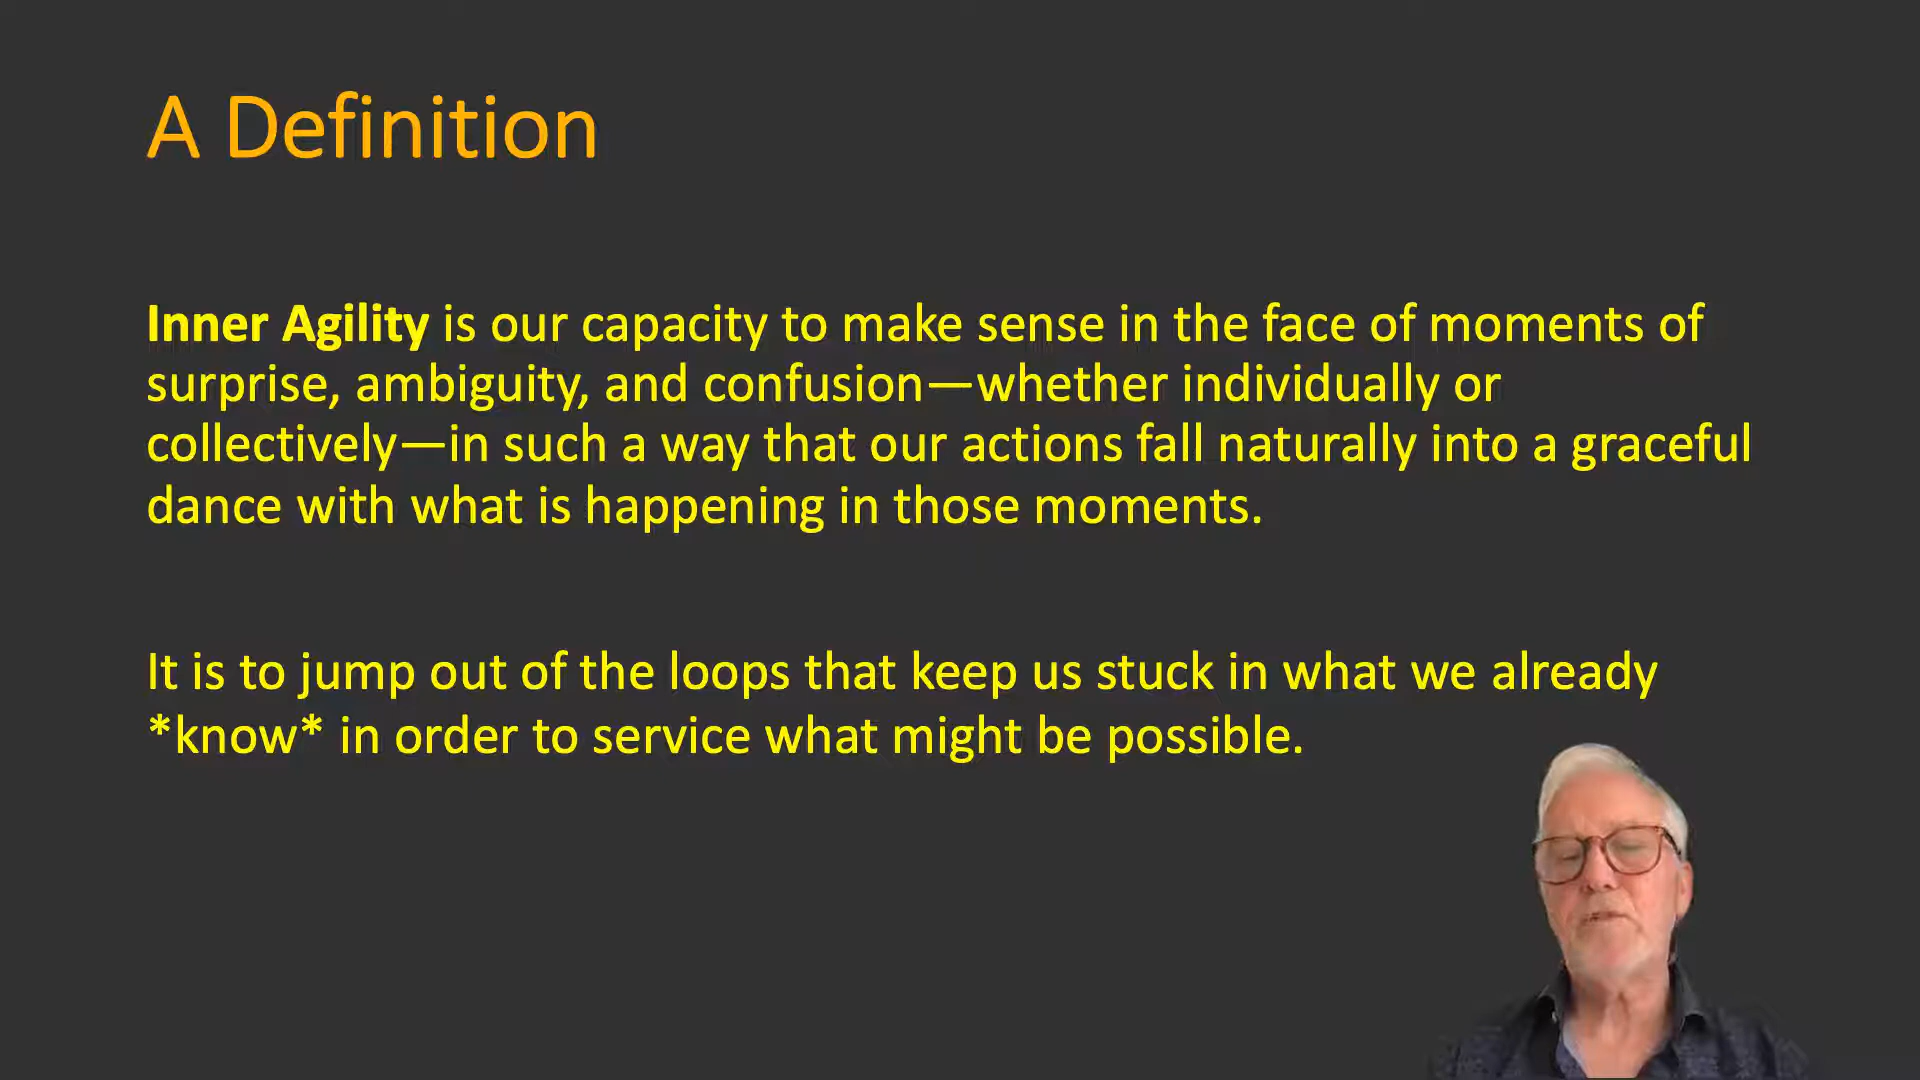 A Definition
Inner Agility is our capacity to make sense in the face of moments of
surprise, ambiguity, and confusion—whether individually or
collectively—in such a way that our actions fall naturally into a graceful
dance with what is happening in those moments.
It is to jump out of the loops that keep us stuck in what we already
*know* in order to service what might be possible.